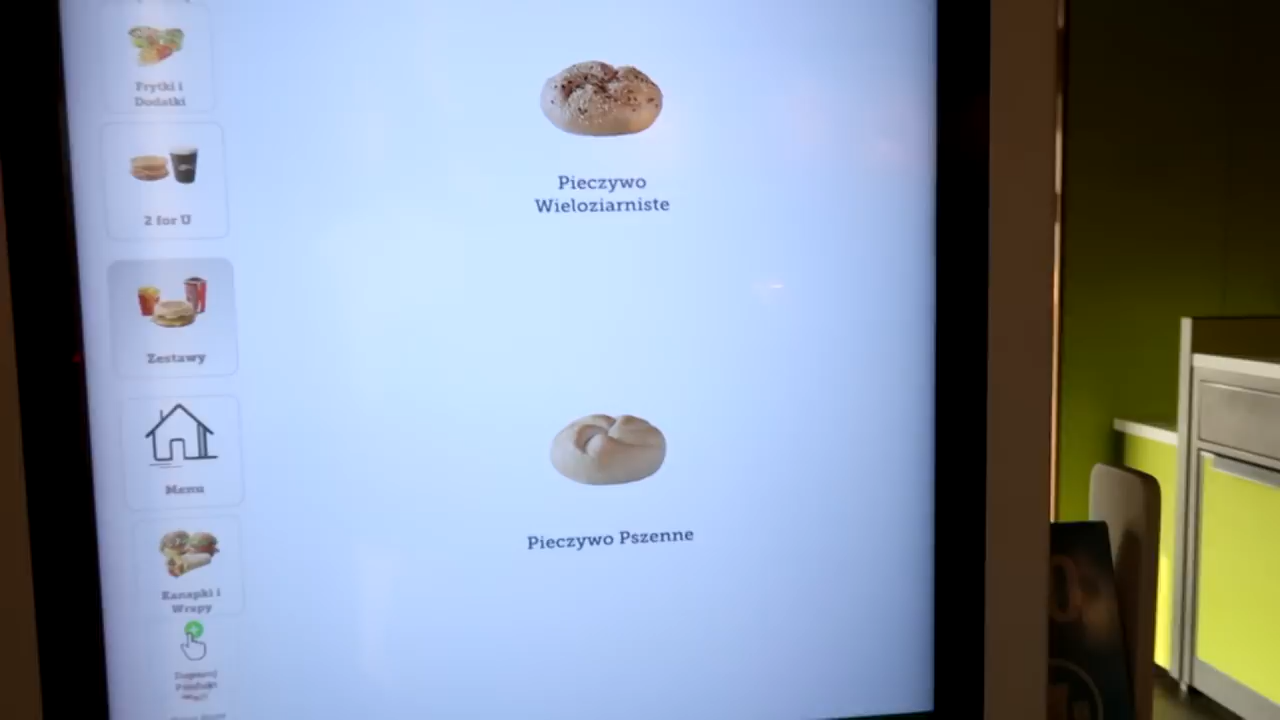 Frytki i
Dodatki
2 for U
Zestawy
Menu
Kanapki i
Wrapy
Pieczywo
Wieloziarniste
Pieczywo Pszenne